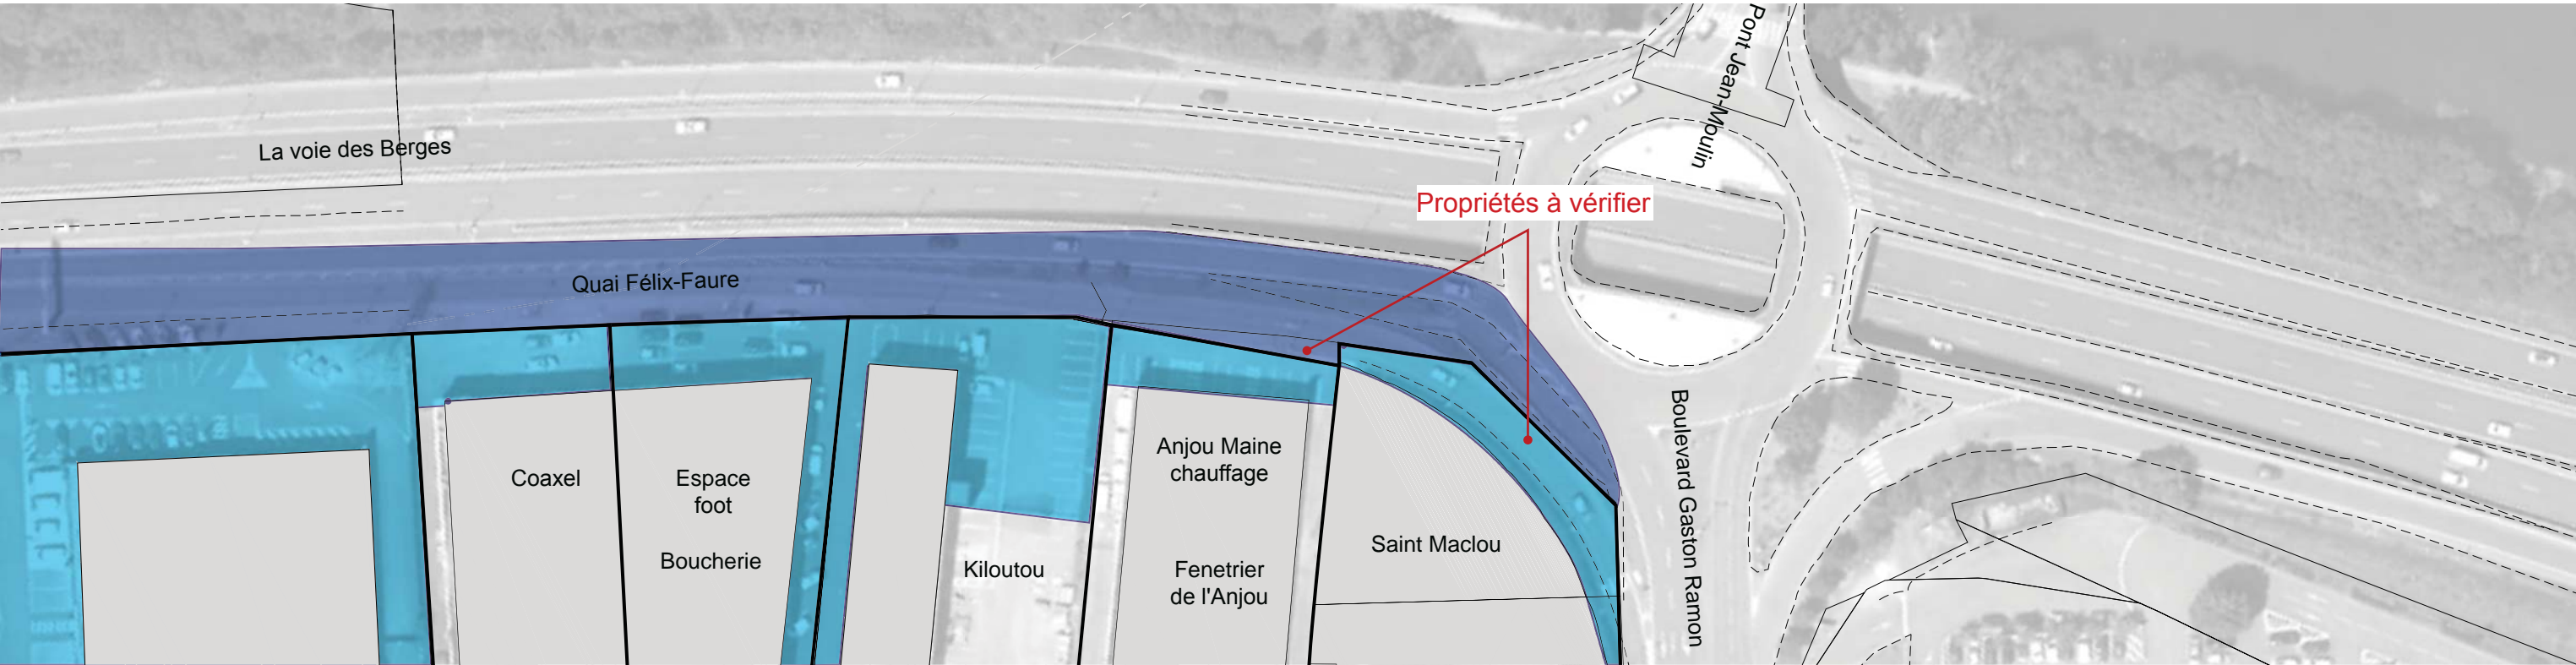 Pont Jean-Moulin
La voie des Berges
Propriétés à vérifier
Quai Félix-Faure
Boulevard Gaston Ramon
Coaxel
Espace
foot
Boucherie
Kiloutou
Anjou Maine
chauffage
Fenetrier
de l'Anjou
Saint Maclou